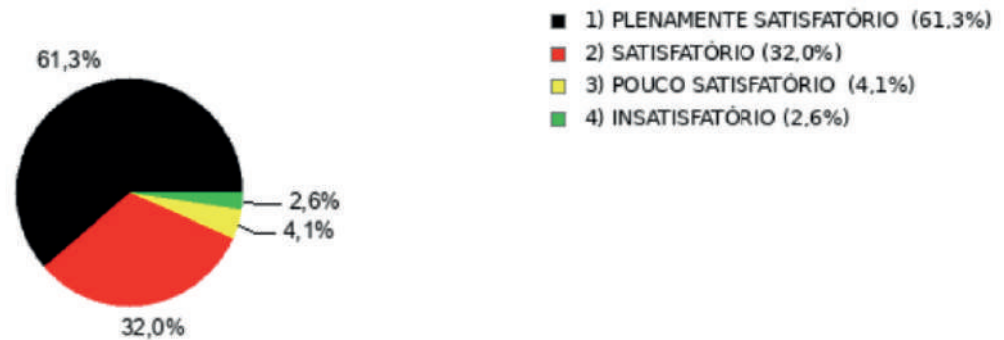 61,3%
2,6%
4,1%
32,0%
1) PLENAMENTE SATISFATÓRIO (61,3%)
2) SATISFATÓRIO (32,0%)
3) POUCO SATISFATÓRIO (4,1%)
4) INSATISFATÓRIO (2,6%)